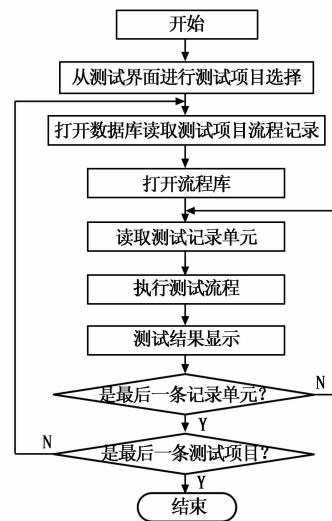 开始
从测试界面进行测试项目选择
打开数据库读取测试项目流程记录
打开流程库
读取测试记录单元
执行测试流程
测试结果显示
是最后一条记录单元?
N
Y
N
是最后一条测试项目?
Y
结束